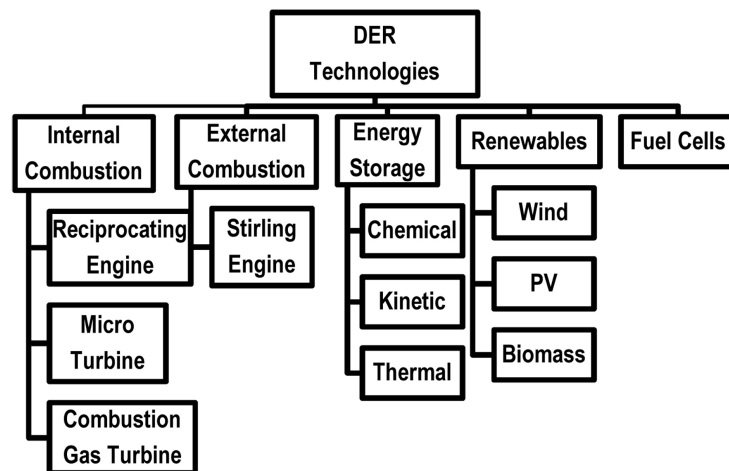 DER
Technologies
Internal
Combustion
External
Combustion
Energy
Storage
Renewables
Fuel Cells
Reciprocating
Engine
Stirling
Engine
Chemical
Wind
Micro
Turbine
Kinetic
PV
Combustion
Gas Turbine
Thermal
Biomass